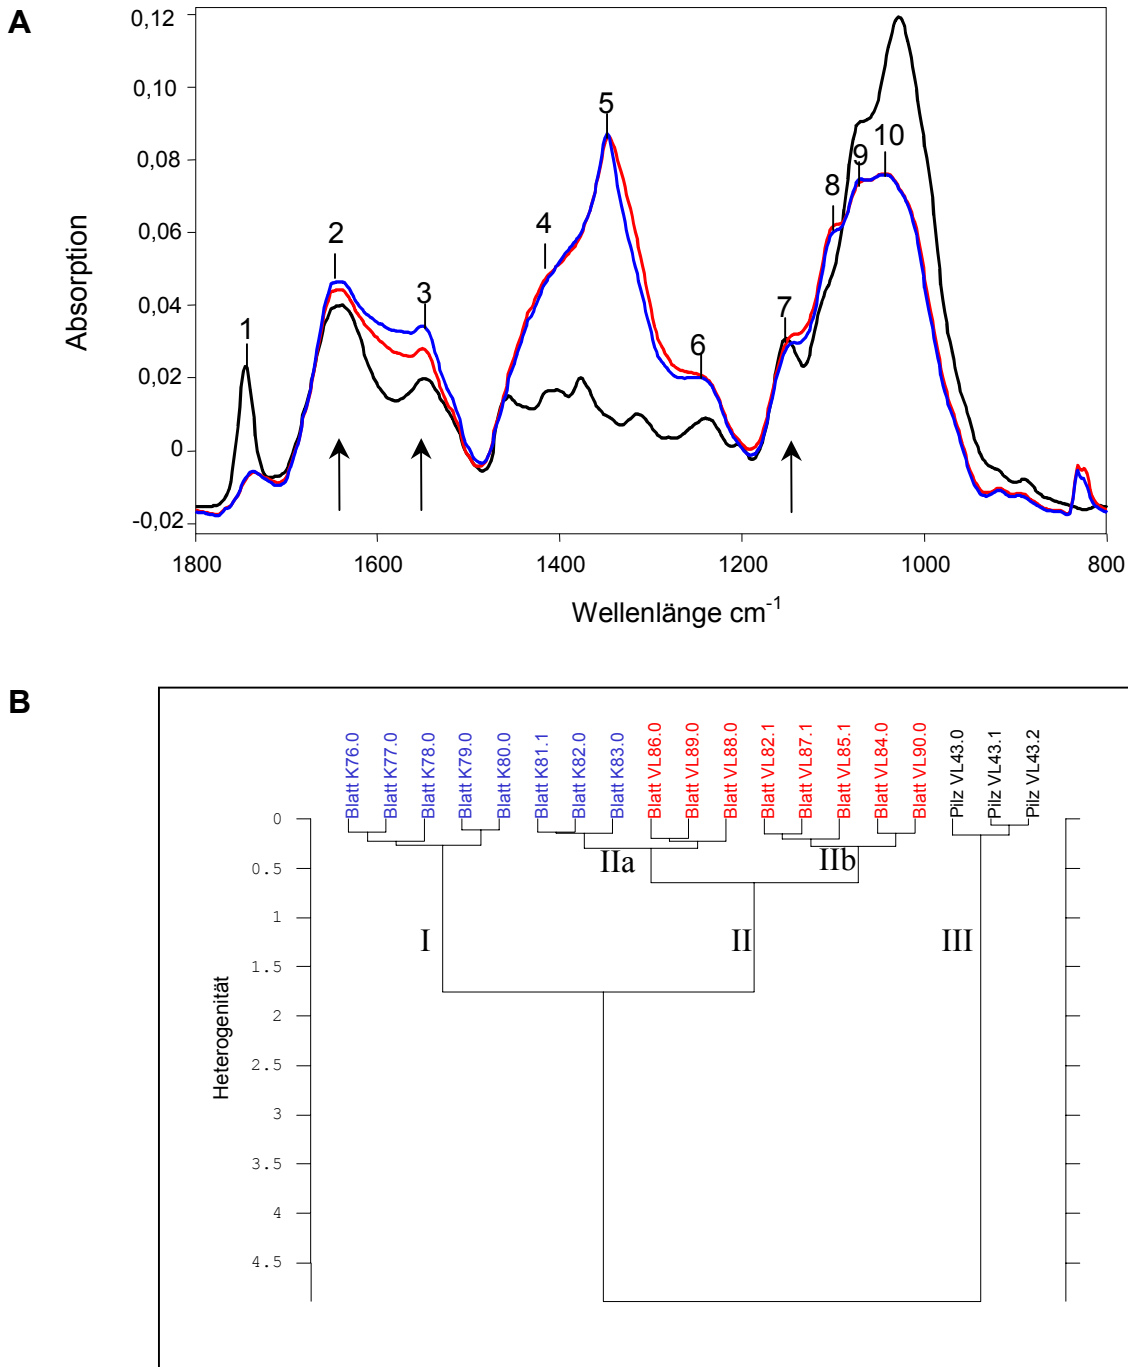 A
Absorption
0,12
0,10
0,08
0,06
0,04
0,02
0
-0,02
1
2
3
4
5
6
7
8
9
10
1800
1600
1400
1200
1000
800
Wellenlänge cm-1
B
Blatt K76.0
Blatt K77.0
Blatt K78.0
Blatt K79.0
Blatt K80.0
Blatt K81.1
Blatt K82.0
Blatt K83.0
Blatt VL86.0
Blatt VL89.0
Blatt VL88.0
Blatt VL82.1
Blatt VL87.1
Blatt VL85.1
Blatt VL84.0
Blatt VL90.0
Pilz VL43.0
Pilz VL43.1
Pilz VL43.2
Heterogenität
0
0.5
1
1.5
2
2.5
3
3.5
4
4.5
IIa
IIb
I
II
III